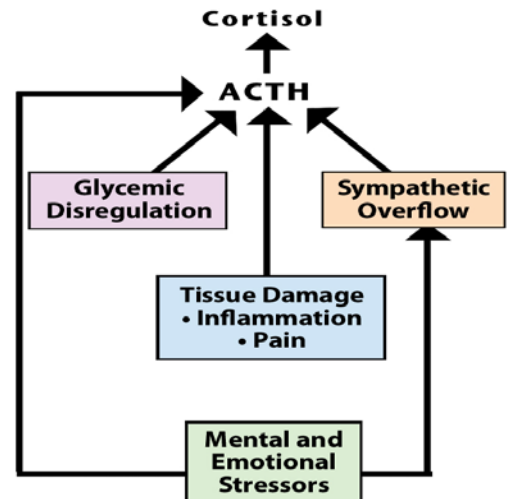 Cortisol
ACTH
Glycemic
Disregulation
Sympathetic
Overflow
Tissue Damage
• Inflammation
• Pain
Mental and
Emotional
Stressors